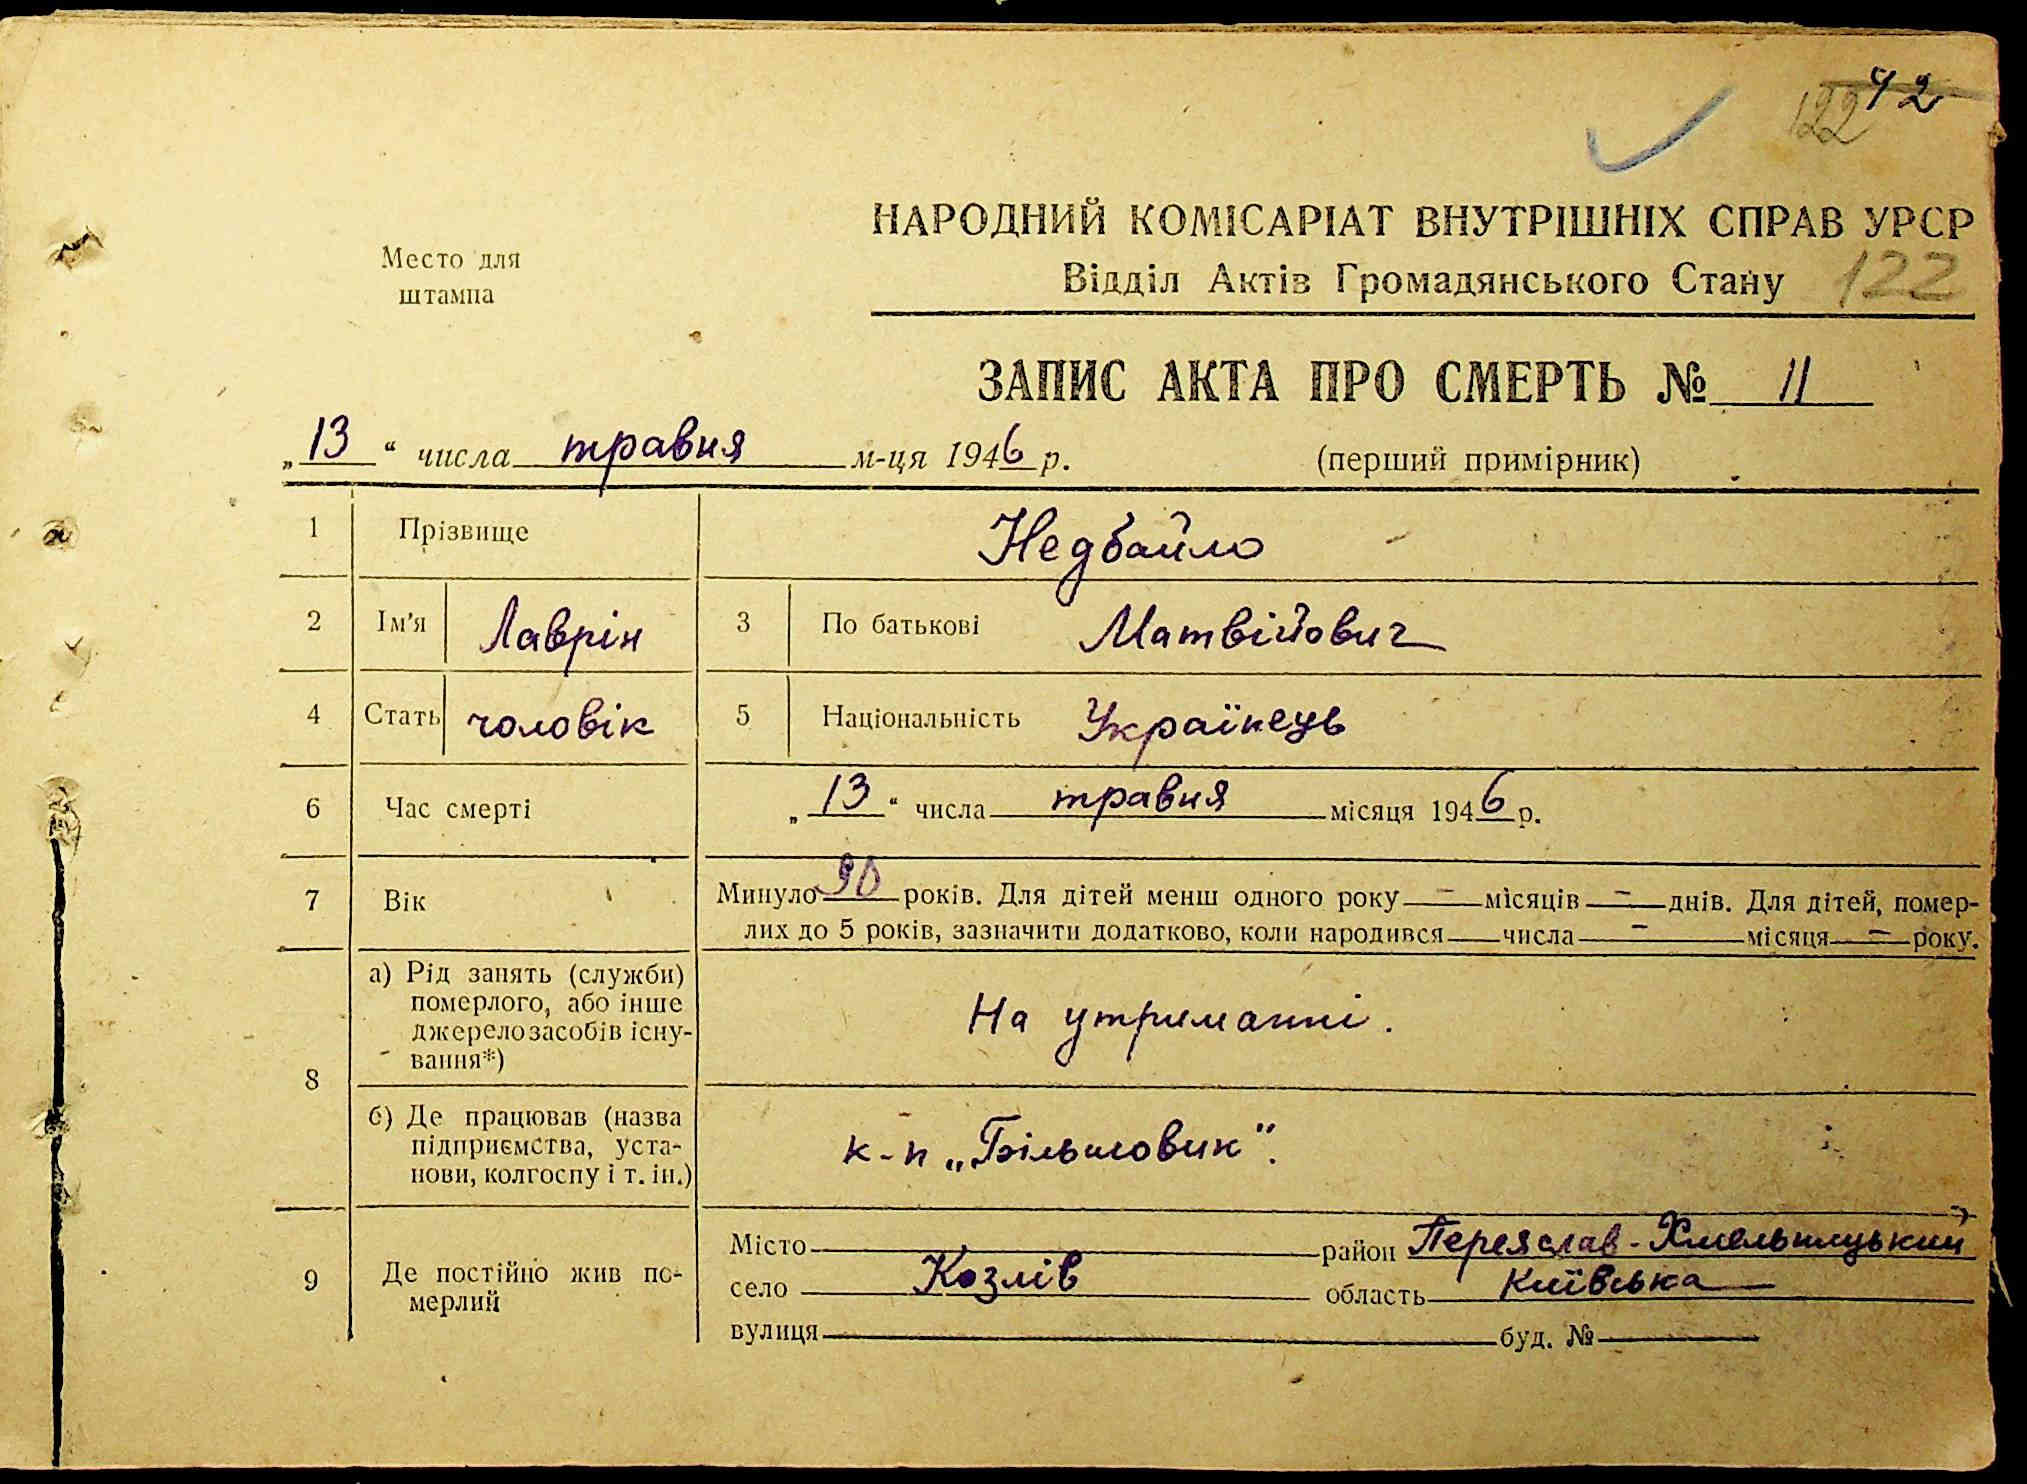 42
122
НАРОДНИЙ КОМІСАРІАТ ВНУТРІШНІХ СПРАВ УРСР
Место для
штампа
Відділ Актів Громадянського Стану 122
ЗАПИС АКТА ПРО СМЕРТЬ № 11
„13“ числа травня м-ця 1946 р. (перший примірник)
1 Прізвище Недбайло
2 Ім'я Лаврін 3 По батькові Матвійович
4 Стать чоловік 5 Національність Українець
6 Час смерті „13“ числа травня місяця 1946 р.
7 Вік Минуло 90 років. Для дітей менш одного року — місяців — днів. Для дітей, помер-
лих до 5 років, зазначити додатково, коли народився числа — місяця — року.
8 а) Рід занять (служби)
померлого, або інше
джерело засобів існу-
вання*)
На утриманні.
б) Де працював (назва
підприємства, уста-
нови, колгоспу і т. ін.)
к-п „Більшовик".
9 Де постійно жив по-
мерлий
Місто район Переяслав-Хмельницький
село Козлів область Київська
вулиця буд. №